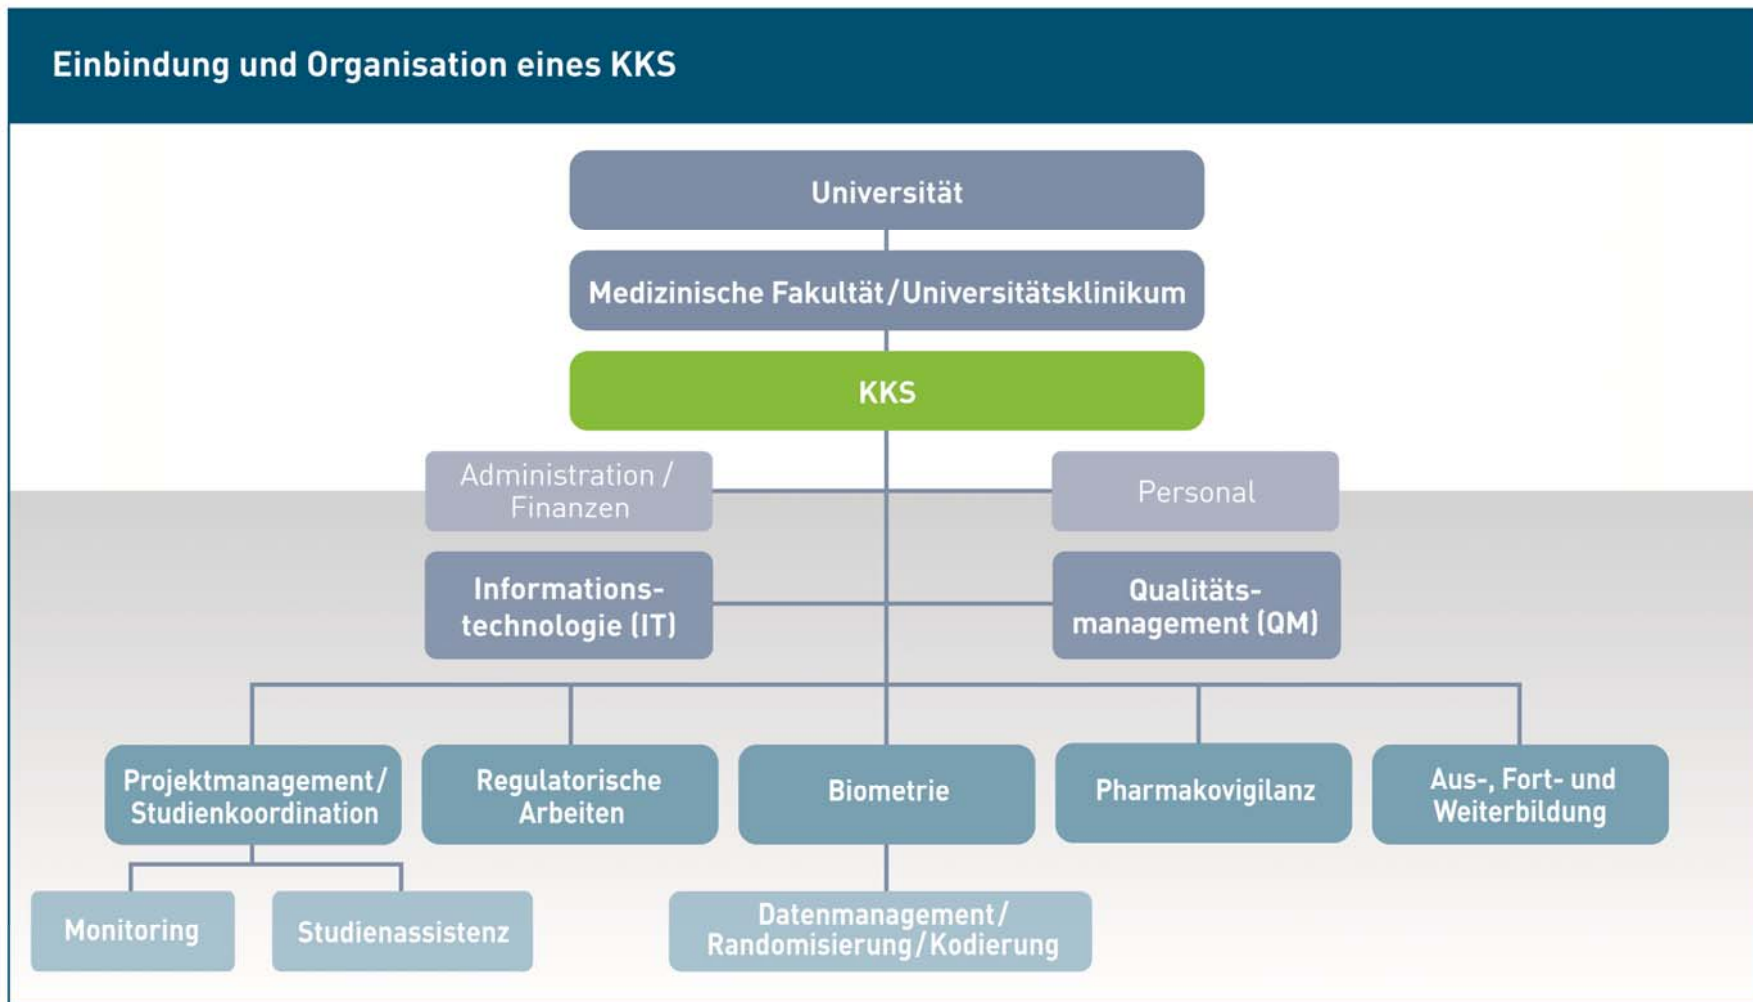 Einbindung und Organisation eines KKS
Universität
Medizinische Fakultät/Universitätsklinikum
KKS
Administration /
Finanzen
Personal
Informations-
technologie (IT)
Qualitäts-
management (QM)
Projektmanagement/
Studienkoordination
Regulatorische
Arbeiten
Biometrie
Pharmakovigilanz
Aus-, Fort- und
Weiterbildung
Monitoring
Studienassistenz
Datenmanagement/
Randomisierung/Kodierung